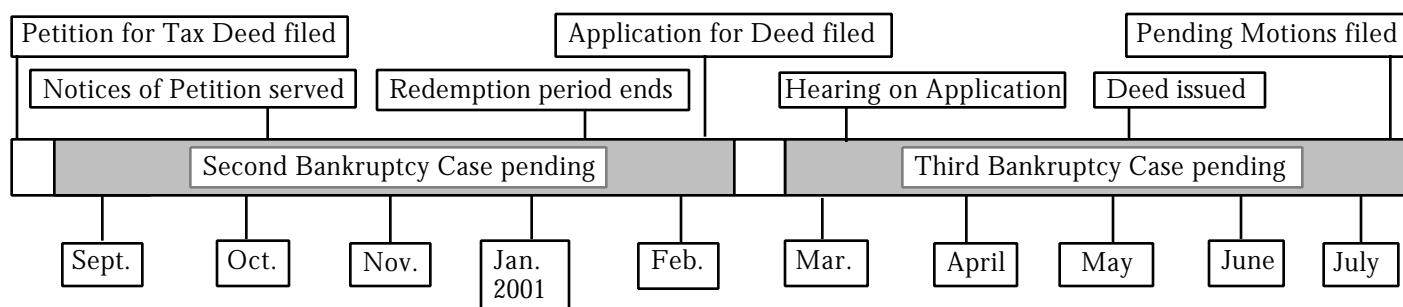 Petition for Tax Deed filed
Application for Deed filed
Pending Motions filed
Notices of Petition served
Redemption period ends
Hearing on Application
Deed issued
Second Bankruptcy Case pending
Third Bankruptcy Case pending
Sept.
Oct.
Nov.
Jan.
2001
Feb.
Mar.
April
May
June
July